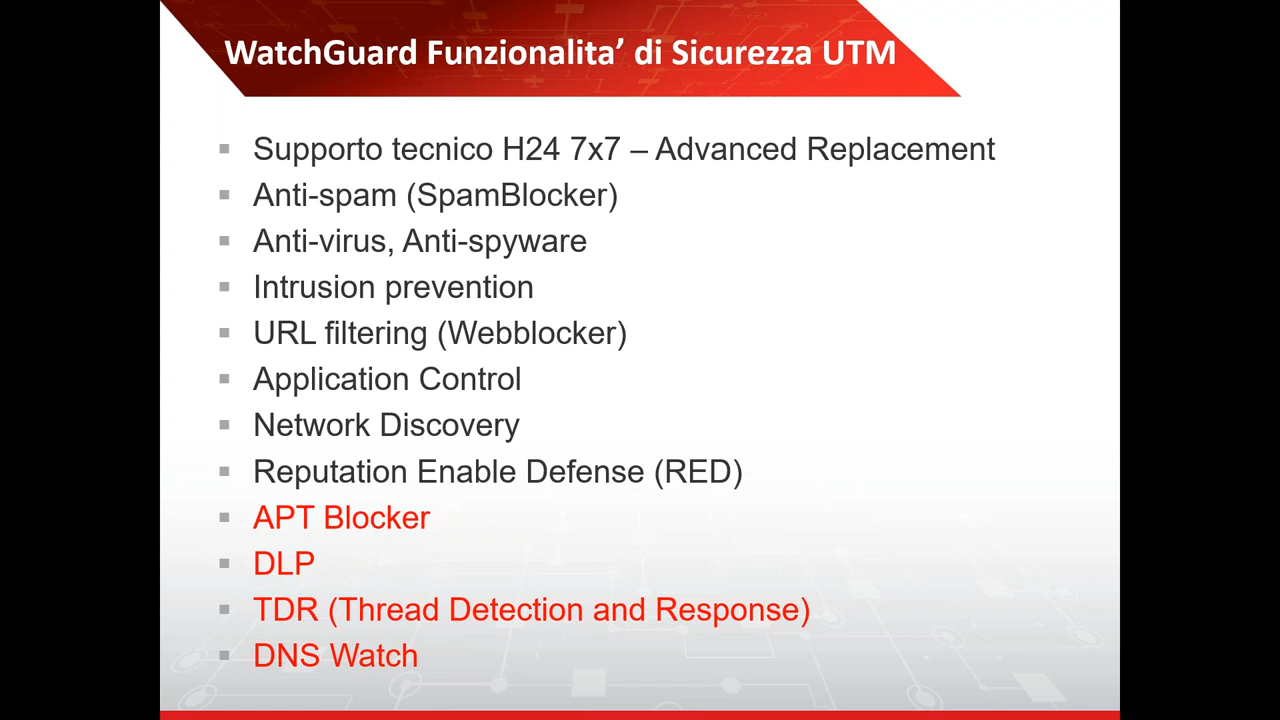 WatchGuard Funzionalita’ di Sicurezza UTM
Supporto tecnico H24 7x7 – Advanced Replacement
Anti-spam (SpamBlocker)
Anti-virus, Anti-spyware
Intrusion prevention
URL filtering (Webblocker)
Application Control
Network Discovery
Reputation Enable Defense (RED)
APT Blocker
DLP
TDR (Thread Detection and Response)
DNS Watch